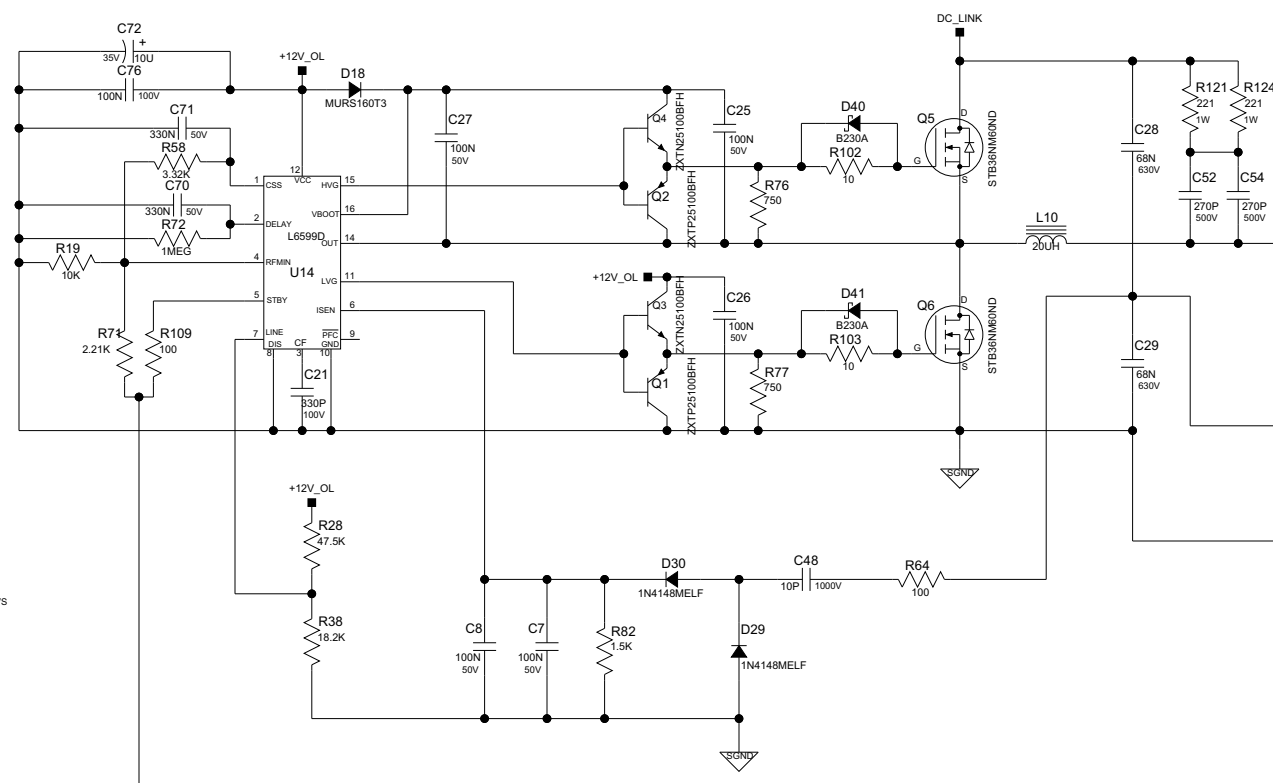 C72
+
35V
10U
C76
100N
100V
C71
330N
50V
R58
3.32K
C70
330N
50V
R72
1MEG
R19
10K
R71
2.21K
R109
100
+12V_OL
D18
MURS160T3
C27
100N
50V
12
VCC
1
CSS
2
DELAY
4
RFMIN
5
STBY
7
LINE
DIS
8
CF
3
GND
10
PFC
9
HVG
15
VBOOT
16
OUT
14
LVG
11
ISEN
6
L6599D
U14
C21
330P
100V
Q4
ZXTN25100BFH
Q2
ZXTP25100BFH
C25
100N
50V
R76
750
D40
B230A
R102
10
Q5
D
G
S
STB36NM60ND
DC_LINK
+12V_OL
Q3
ZXTN25100BFH
Q1
ZXTP25100BFH
C26
100N
50V
R77
750
D41
B230A
R103
10
Q6
D
G
S
STB36NM60ND
L10
20UH
C28
68N
630V
C29
68N
630V
R121
221
1W
R124
221
1W
C52
270P
500V
C54
270P
500V
SGND
+12V_OL
R28
47.5K
R38
18.2K
C8
100N
50V
C7
100N
50V
R82
1.5K
D30
1N4148MELF
D29
1N4148MELF
C48
10P
1000V
R64
100
SGND